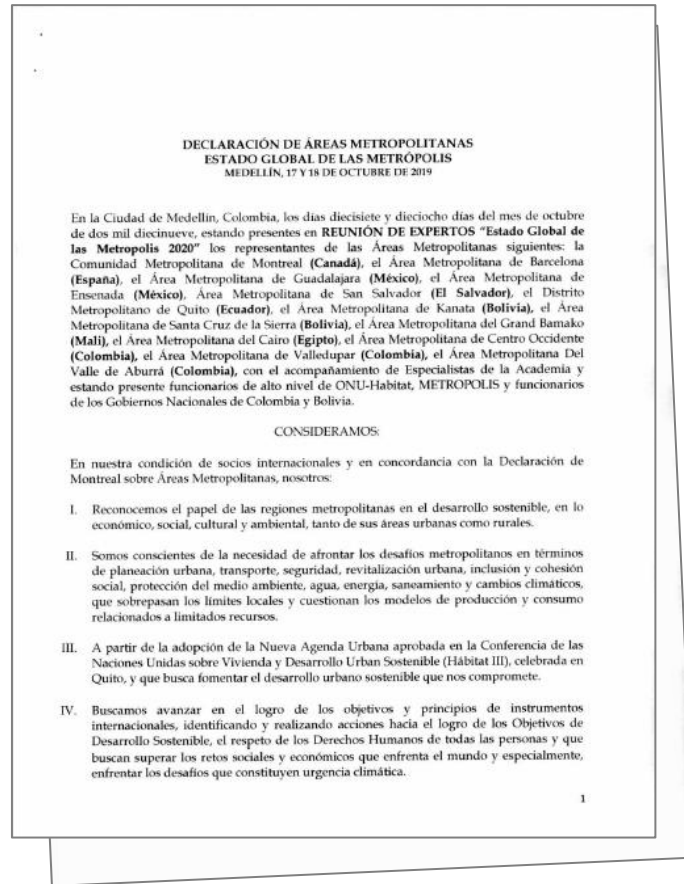 DECLARACIÓN DE ÁREAS METROPOLITANAS
ESTADO GLOBAL DE LAS METRÓPOLIS
MEDELLÍN, 17 Y 18 DE OCTUBRE DE 2019
En la Ciudad de Medellín, Colombia, los días diecisiete y dieciocho días del mes de octubre
de dos mil diecinueve, estando presentes en REUNIÓN DE EXPERTOS "Estado Global de
las Metropolis 2020" los representantes de las Áreas Metropolitanas siguientes: la
Comunidad Metropolitana de Montreal (Canadá), el Área Metropolitana de Barcelona
(España), el Área Metropolitana de Guadalajara (México), el Área Metropolitana de
Ensenada (México), Área Metropolitana de San Salvador (El Salvador), el Distrito
Metropolitano de Quito (Ecuador), el Área Metropolitana de Kanata (Bolivia), el Área
Metropolitana de Santa Cruz de la Sierra (Bolivia), el Área Metropolitana del Grand Bamako
(Mali), el Área Metropolitana del Cairo (Egipto), el Área Metropolitana de Centro Occidente
(Colombia), el Área Metropolitana de Valledupar (Colombia), el Área Metropolitana Del
Valle de Aburrá (Colombia), con el acompañamiento de Especialistas de la Academia y
estando presente funcionarios de alto nivel de ONU-Habitat, METROPOLIS y funcionarios
de los Gobiernos Nacionales de Colombia y Bolivia.
CONSIDERAMOS:
En nuestra condición de socios internacionales y en concordancia con la Declaración de
Montreal sobre Áreas Metropolitanas, nosotros:
I. Reconocemos el papel de las regiones metropolitanas en el desarrollo sostenible, en lo
económico, social, cultural y ambiental, tanto de sus áreas urbanas como rurales.
II. Somos conscientes de la necesidad de afrontar los desafíos metropolitanos en términos
de planeación urbana, transporte, seguridad, revitalización urbana, inclusión y cohesión
social, protección del medio ambiente, agua, energía, saneamiento y cambios climáticos,
que sobrepasan los límites locales y cuestionan los modelos de producción y consumo
relacionados a limitados recursos.
III. A partir de la adopción de la Nueva Agenda Urbana aprobada en la Conferencia de las
Naciones Unidas sobre Vivienda y Desarrollo Urban Sostenible (Hábitat III), celebrada en
Quito, y que busca fomentar el desarrollo urbano sostenible que nos compromete.
IV. Buscamos avanzar en el logro de los objetivos y principios de instrumentos
internacionales, identificando y realizando acciones hacia el logro de los Objetivos de
Desarrollo Sostenible, el respeto de los Derechos Humanos de todas las personas y que
buscan superar los retos sociales y económicos que enfrenta el mundo y especialmente,
enfrentar los desafíos que constituyen urgencia climática.
1